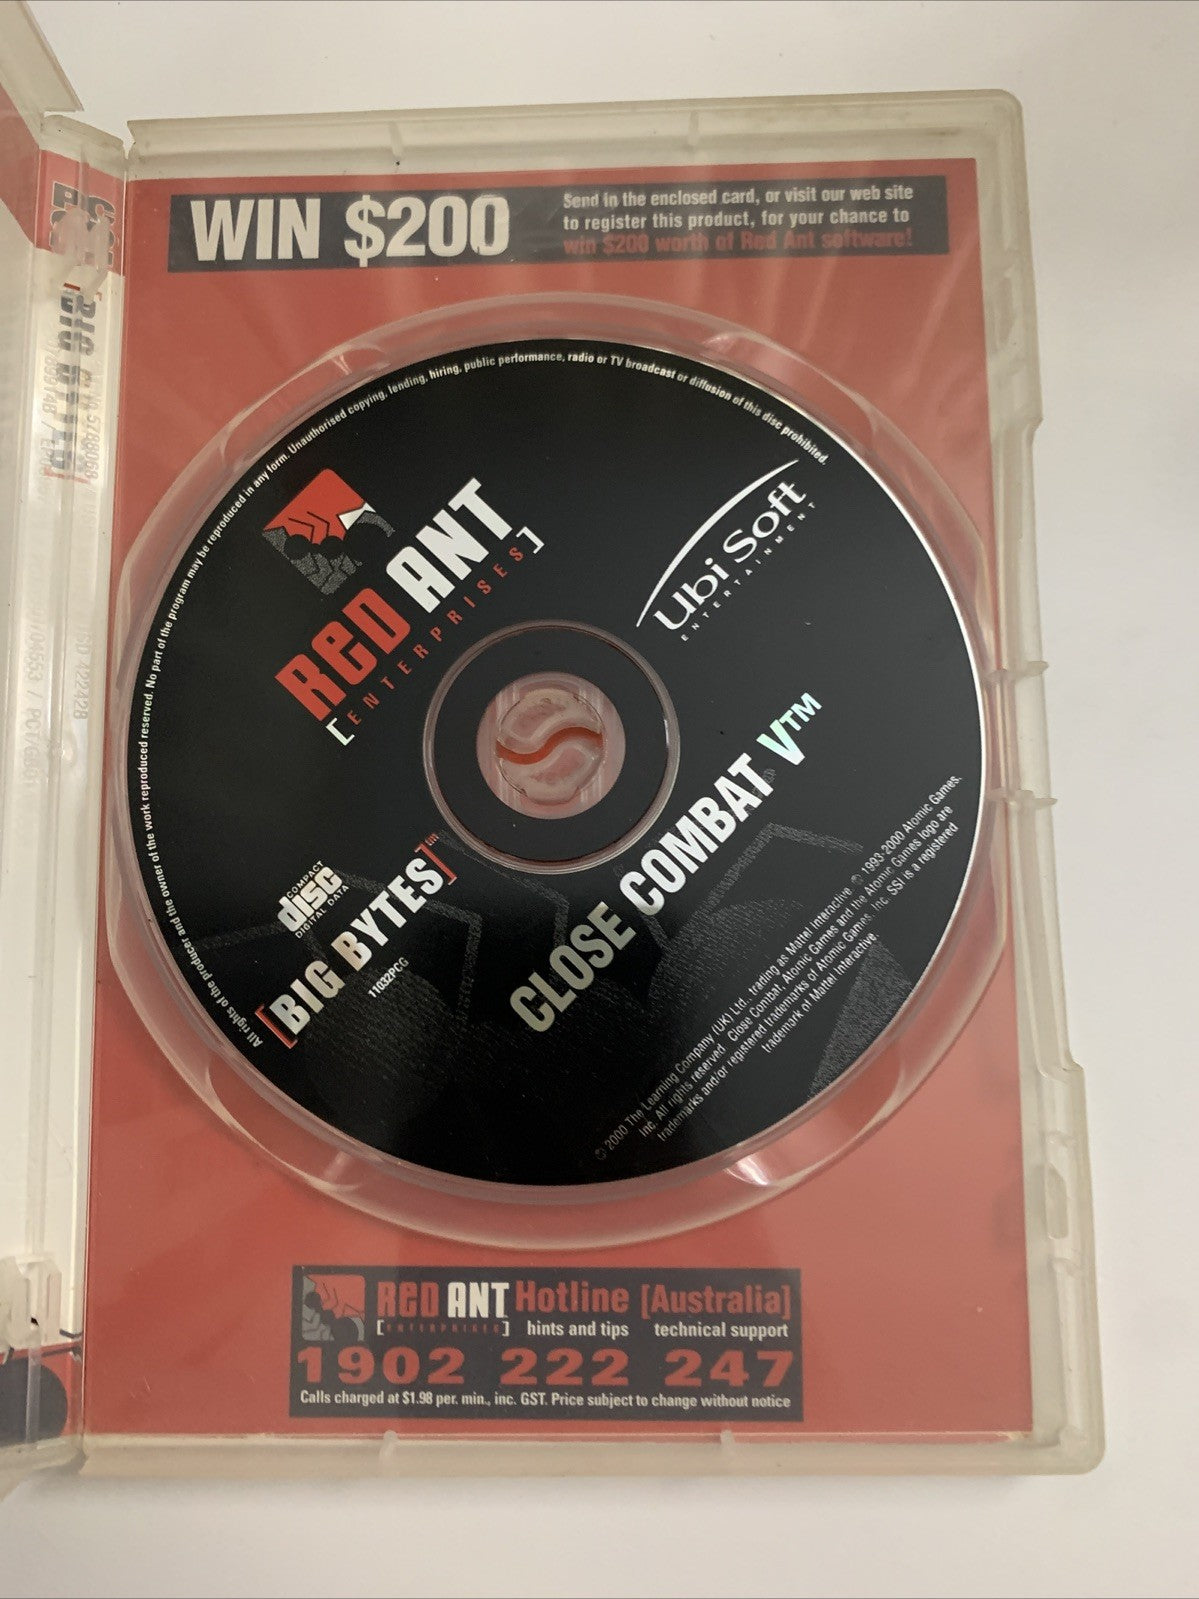 WIN $200
Send in the enclosed card, or visit our web site
to register this product, for your chance to
win $200 worth of Red Ant software!
All rights of the producer and the owner of the work reproduced reserved. No part of the program may be reproduced in any form. Unauthorised copying, lending, hiring, public performance, radio or TV broadcast or diffusion of this disc prohibited.
ReD ANT
[ENTERPRISES]
Ubi Soft
ENTERTAINMENT
COMPACT
disc
DIGITAL DATA
[BIG BYTES]tm
11032PCG
CLOSE COMBAT V™
© 2000 The Learning Company (UK) Ltd., trading as Mattel Interactive. © 1993-2000 Atomic Games,
Inc. All rights reserved. Close Combat, Atomic Games and the Atomic Games logo are
trademarks and/or registered trademarks of Atomic Games, Inc. SSI is a registered
trademark of Mattel Interactive.
ReD ANT Hotline [Australia]
[ENTERPRISES] hints and tips technical support
1902 222 247
Calls charged at $1.98 per. min., inc. GST. Price subject to change without notice
PC
[BIG BYTES]